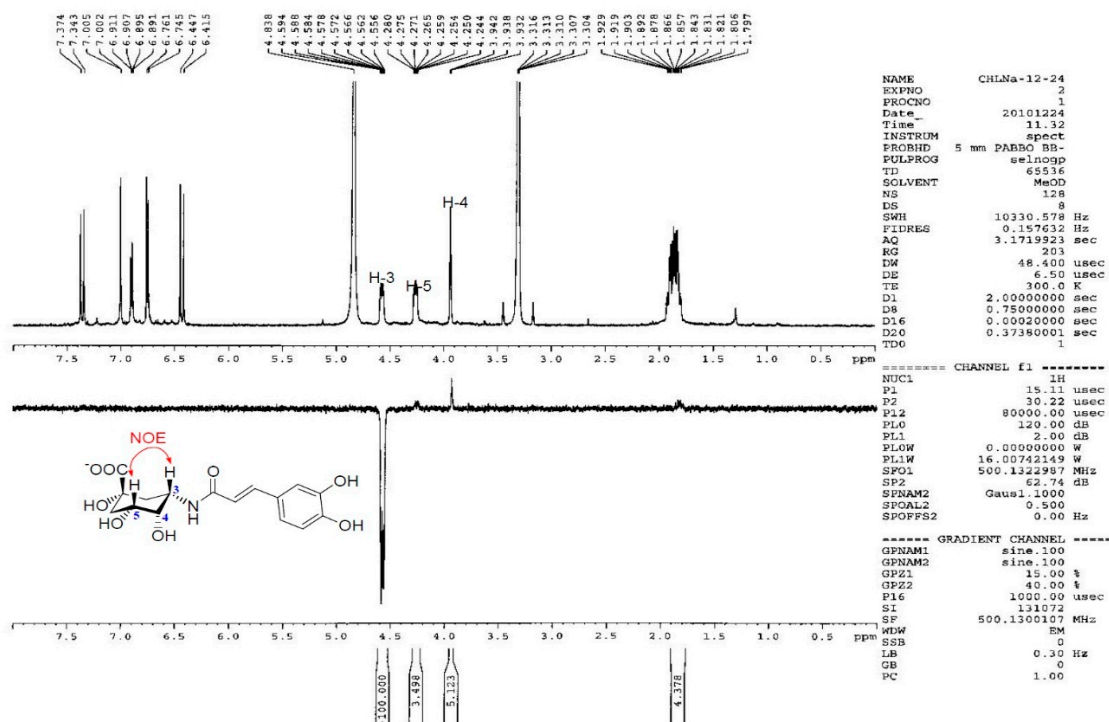 7.374
7.343
7.005
7.002
6.911
6.907
6.895
6.891
6.761
6.745
6.447
6.415
4.838
4.594
4.588
4.584
4.578
4.572
4.566
4.562
4.556
4.280
4.275
4.271
4.265
4.259
4.254
4.250
4.244
3.942
3.938
3.932
3.316
3.313
3.310
3.307
3.304
1.929
1.919
1.903
1.892
1.878
1.866
1.857
1.843
1.831
1.821
1.806
1.797
H-3
H-5
H-4
7.5 7.0 6.5 6.0 5.5 5.0 4.5 4.0 3.5 3.0 2.5 2.0 1.5 1.0 0.5 ppm
NOE
-OOC H H
3
HO N O
H
HO HO 5 4 OH
OH
OH
7.5 7.0 6.5 6.0 5.5 5.0 4.5 4.0 3.5 3.0 2.5 2.0 1.5 1.0 0.5 ppm
-100.000
3.498
5.123
4.378
NAME CHLNa-12-24
EXPNO 2
PROCNO 1
Date_ 20101224
Time 11.32
INSTRUM spect
PROBHD 5 mm PABBO BB-
PULPROG selnogp
TD 65536
SOLVENT MeOD
NS 128
DS 8
SWH 10330.578 Hz
FIDRES 0.157632 Hz
AQ 3.1719923 sec
RG 203
DW 48.400 usec
DE 6.50 usec
TE 300.0 K
D1 2.00000000 sec
D8 0.75000000 sec
D16 0.00020000 sec
D20 0.37380001 sec
TD0 1
======== CHANNEL f1 ========
NUC1 1H
P1 15.11 usec
P2 30.22 usec
P12 80000.00 usec
PL0 120.00 dB
PL1 2.00 dB
PL0W 0.00000000 W
PL1W 16.00742149 W
SFO1 500.1322987 MHz
SP2 62.74 dB
SPNAM2 Gaus1.1000
SPOAL2 0.500
SPOFFS2 0.00 Hz
====== GRADIENT CHANNEL =====
GPNAM1 sine.100
GPNAM2 sine.100
GPZ1 15.00 %
GPZ2 40.00 %
P16 1000.00 usec
SI 131072
SF 500.1300107 MHz
WDW EM
SSB 0
LB 0.30 Hz
GB 0
PC 1.00